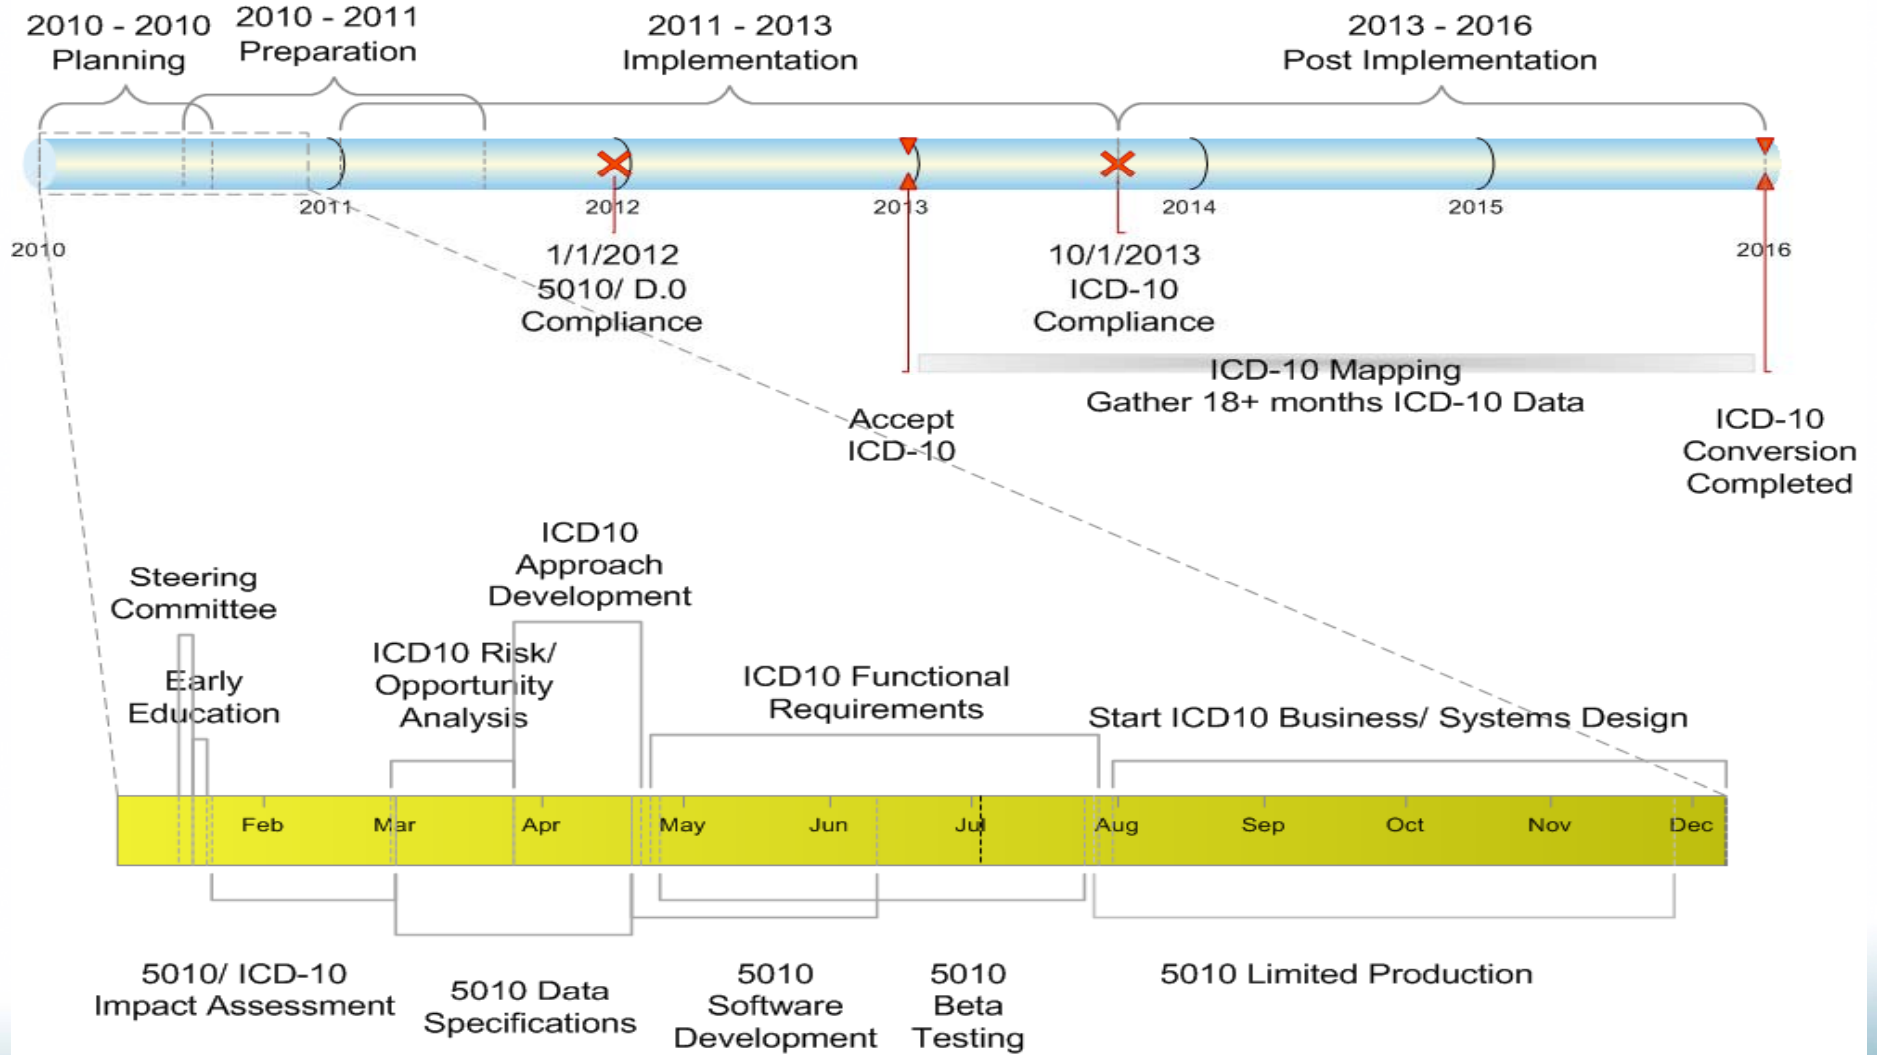 2010 - 2010
Planning
2010 - 2011
Preparation
2011 - 2013
Implementation
2013 - 2016
Post Implementation
2010
2011
2012
2013
2014
2015
2016
1/1/2012
5010/ D.0
Compliance
10/1/2013
ICD-10
Compliance
ICD-10 Mapping
Gather 18+ months ICD-10 Data
Accept
ICD-10
ICD-10
Conversion
Completed
Steering
Committee
Early
Education
ICD10 Risk/
Opportunity
Analysis
ICD10
Approach
Development
ICD10 Functional
Requirements
Start ICD10 Business/ Systems Design
Feb
Mar
Apr
May
Jun
Jul
Aug
Sep
Oct
Nov
Dec
5010/ ICD-10
Impact Assessment
5010 Data
Specifications
5010
Software
Development
5010
Beta
Testing
5010 Limited Production